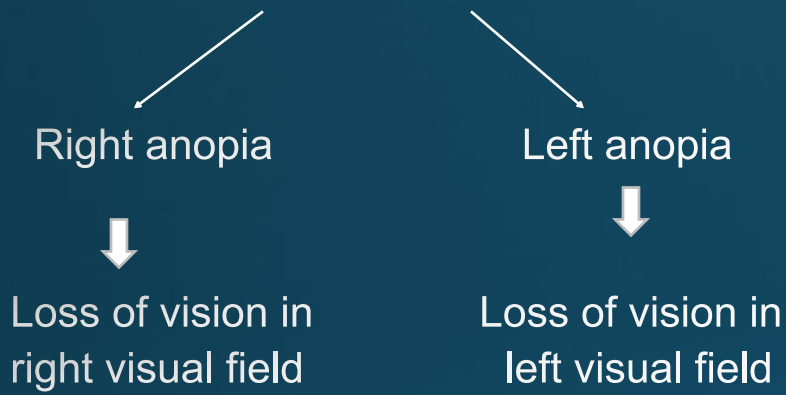 Right anopia
Left anopia
Loss of vision in
right visual field
Loss of vision in
left visual field